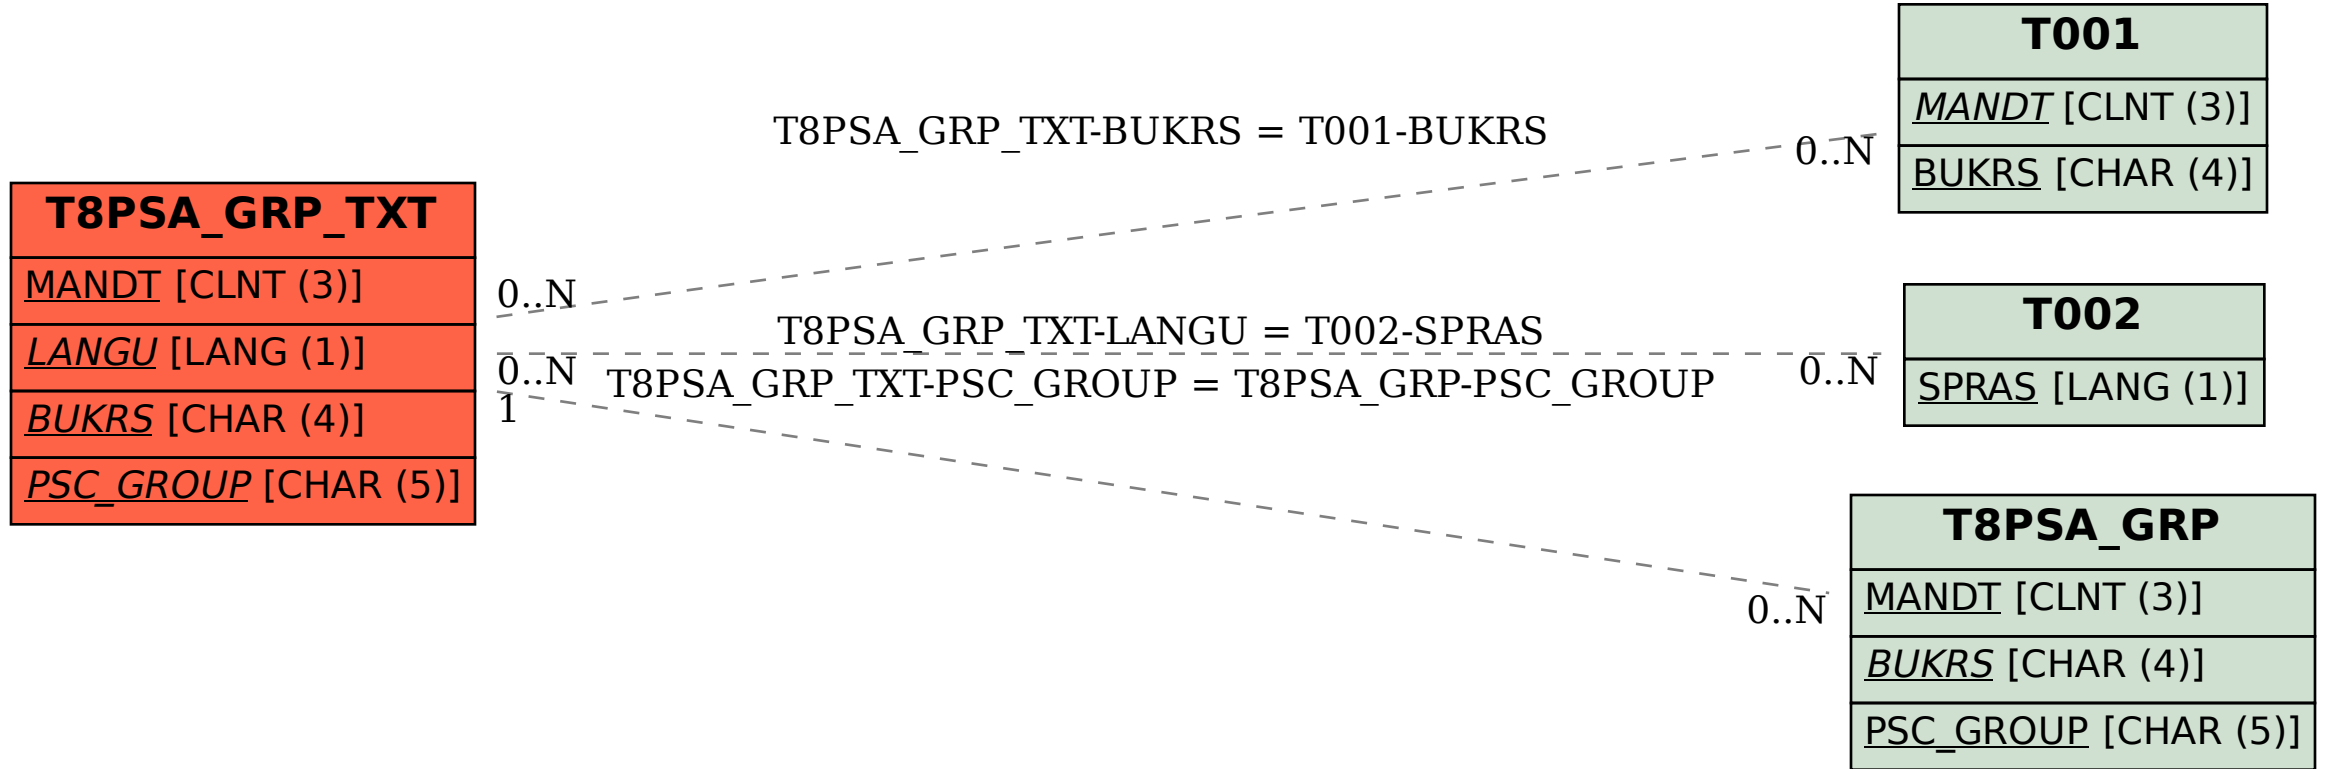 T8PSA_GRP_TXT
MANDT [CLNT (3)]
LANGU [LANG (1)]
BUKRS [CHAR (4)]
PSC_GROUP [CHAR (5)]
T8PSA_GRP_TXT-BUKRS = T001-BUKRS
0..N
0..N
T8PSA_GRP_TXT-LANGU = T002-SPRAS
0..N
0..N
T8PSA_GRP_TXT-PSC_GROUP = T8PSA_GRP-PSC_GROUP
1
0..N
T001
MANDT [CLNT (3)]
BUKRS [CHAR (4)]
T002
SPRAS [LANG (1)]
T8PSA_GRP
MANDT [CLNT (3)]
BUKRS [CHAR (4)]
PSC_GROUP [CHAR (5)]